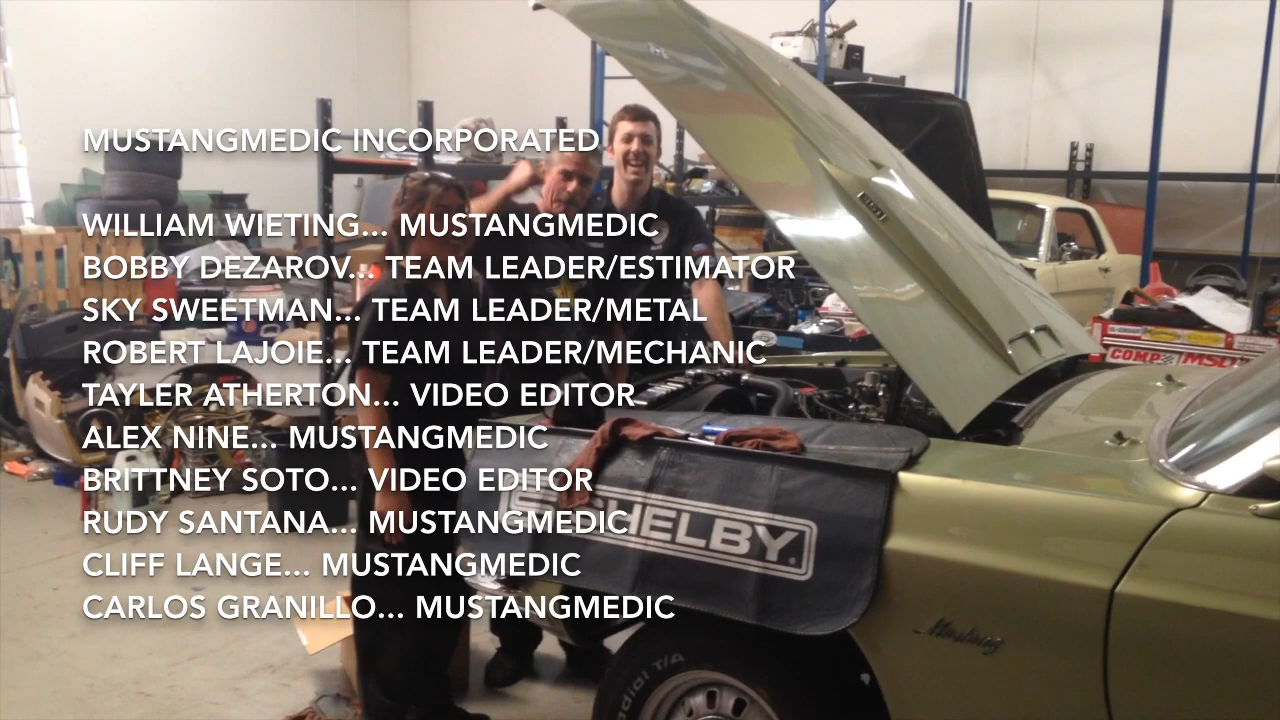 MUSTANGMEDIC INCORPORATED
WILLIAM WIETING... MUSTANGMEDIC
BOBBY DEZAROV... TEAM LEADER/ESTIMATOR
SKY SWEETMAN... TEAM LEADER/METAL
ROBERT LAJOIE... TEAM LEADER/MECHANIC
TAYLER ATHERTON... VIDEO EDITOR
ALEX NINE... MUSTANGMEDIC
BRITTNEY SOTO... VIDEO EDITOR
RUDY SANTANA... MUSTANGMEDIC
CLIFF LANGE... MUSTANGMEDIC
CARLOS GRANILLO... MUSTANGMEDIC
COMP MSD
SHELBY
Mustang
Radial T/A